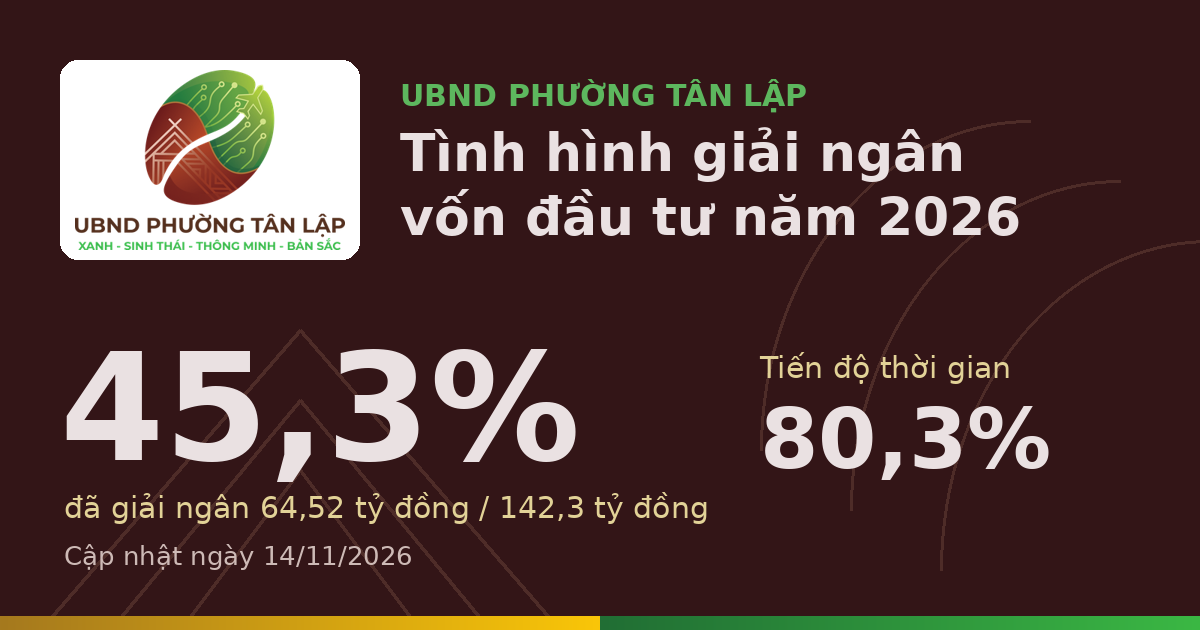 UBND PHƯỜNG TÂN LẬP
XANH - SINH THÁI - THÔNG MINH - BẢN SẮC
UBND PHƯỜNG TÂN LẬP
Tình hình giải ngân
vốn đầu tư năm 2026
45,3%
đã giải ngân 64,52 tỷ đồng / 142,3 tỷ đồng
Cập nhật ngày 14/11/2026
Tiến độ thời gian
80,3%